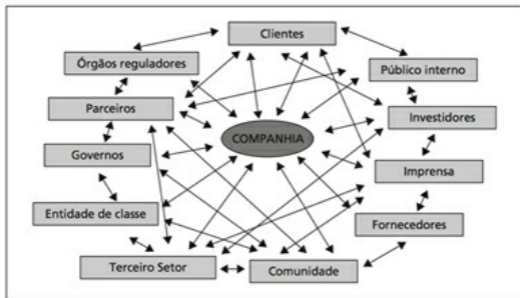 Clientes
Órgãos reguladores
Público interno
Parceiros
Investidores
COMPANHIA
Governos
Imprensa
Entidade de classe
Fornecedores
Terceiro Setor
Comunidade